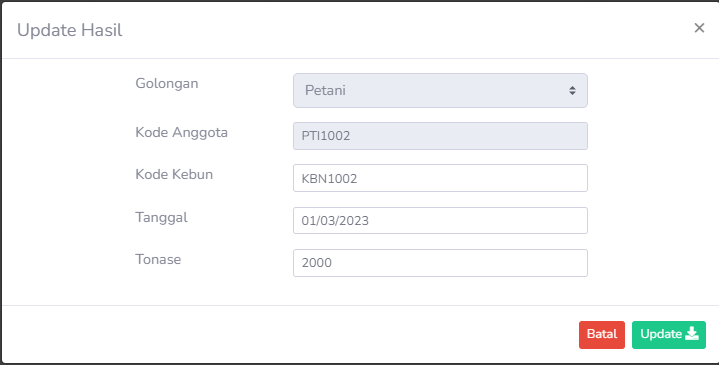 Update Hasil ×
Golongan Petani
Kode Anggota PTI1002
Kode Kebun KBN1002
Tanggal 01/03/2023
Tonase 2000
Batal Update